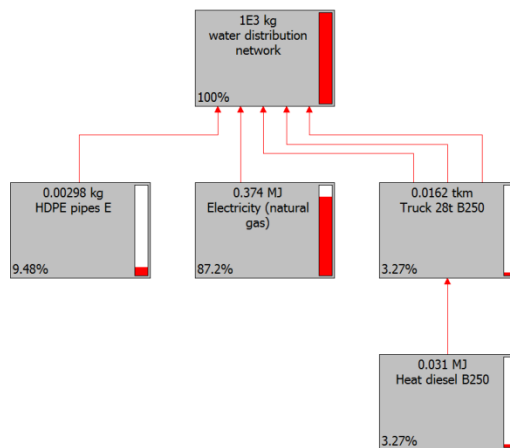 1E3 kg
water distribution
network
100%
0.00298 kg
HDPE pipes E
9.48%
0.374 MJ
Electricity (natural
gas)
87.2%
0.0162 tkm
Truck 28t B250
3.27%
0.031 MJ
Heat diesel B250
3.27%